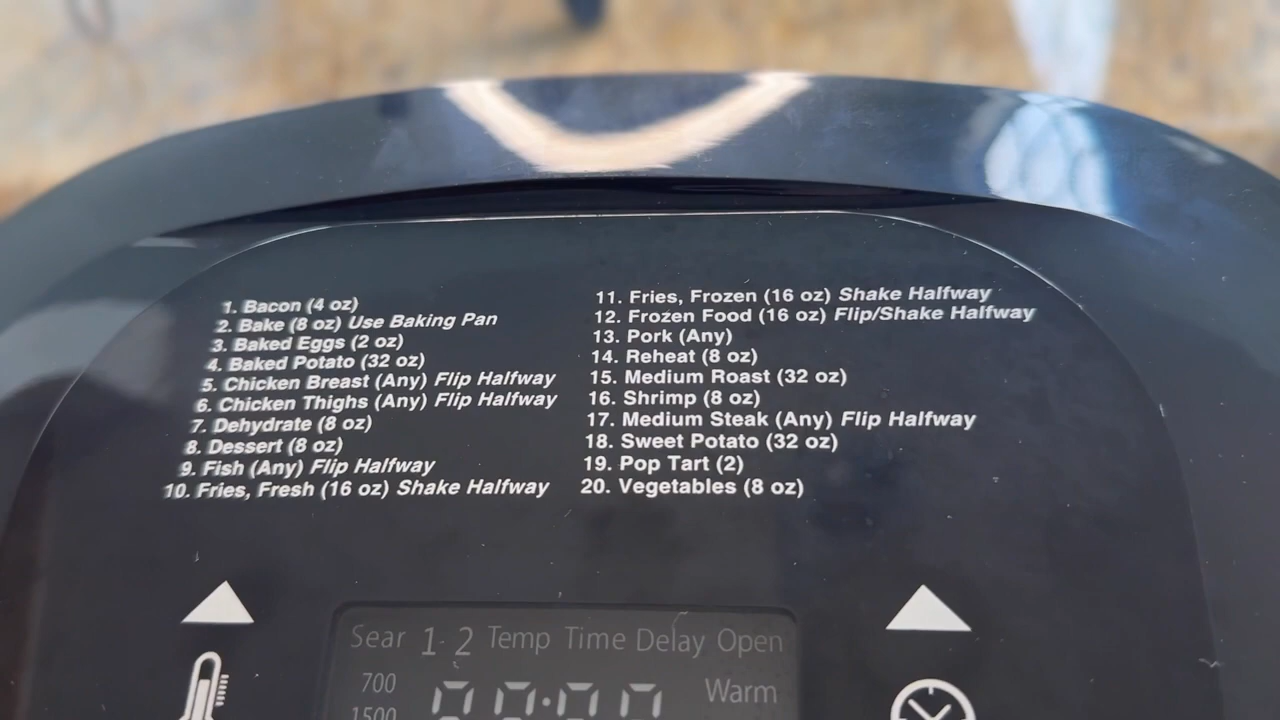 1. Bacon (4 oz)
2. Bake (8 oz) Use Baking Pan
3. Baked Eggs (2 oz)
4. Baked Potato (32 oz)
5. Chicken Breast (Any) Flip Halfway
6. Chicken Thighs (Any) Flip Halfway
7. Dehydrate (8 oz)
8. Dessert (8 oz)
9. Fish (Any) Flip Halfway
10. Fries, Fresh (16 oz) Shake Halfway
11. Fries, Frozen (16 oz) Shake Halfway
12. Frozen Food (16 oz) Flip/Shake Halfway
13. Pork (Any)
14. Reheat (8 oz)
15. Medium Roast (32 oz)
16. Shrimp (8 oz)
17. Medium Steak (Any) Flip Halfway
18. Sweet Potato (32 oz)
19. Pop Tart (2)
20. Vegetables (8 oz)
Sear 1 2 Temp Time Delay Open
700 Warm
1500